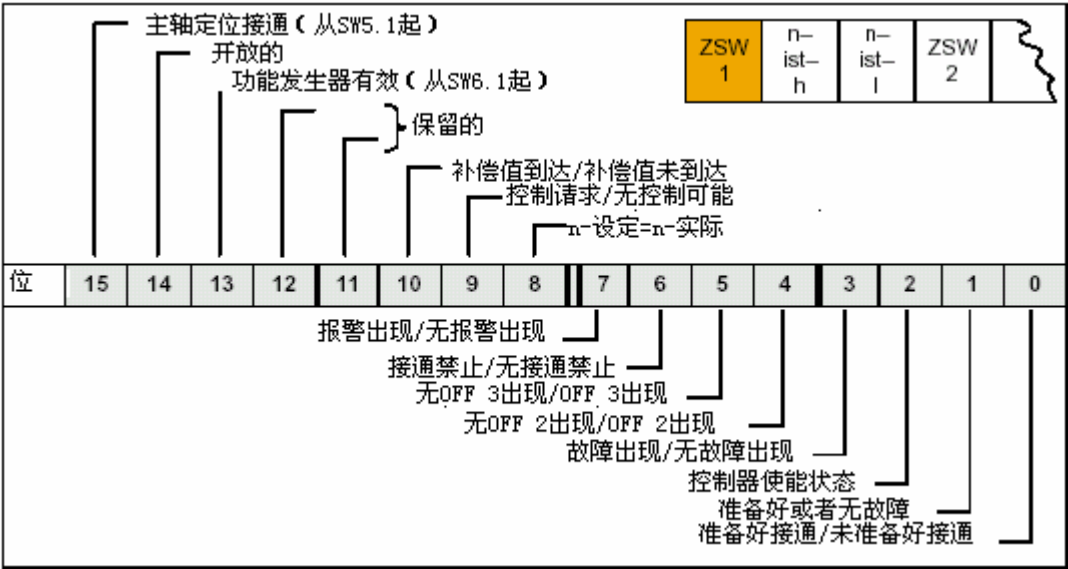 主轴定位接通(从SW5.1起)
开放的
功能发生器有效(从SW6.1起)
保留的
补偿值到达/补偿值未到达
控制请求/无控制可能
n-设定=n-实际
ZSW 1
n-ist-h
n-ist-l
ZSW 2
位 15 14 13 12 11 10 9 8 7 6 5 4 3 2 1 0
报警出现/无报警出现
接通禁止/无接通禁止
无OFF 3出现/OFF 3出现
无OFF 2出现/OFF 2出现
故障出现/无故障出现
控制器使能状态
准备好或者无故障
准备好接通/未准备好接通